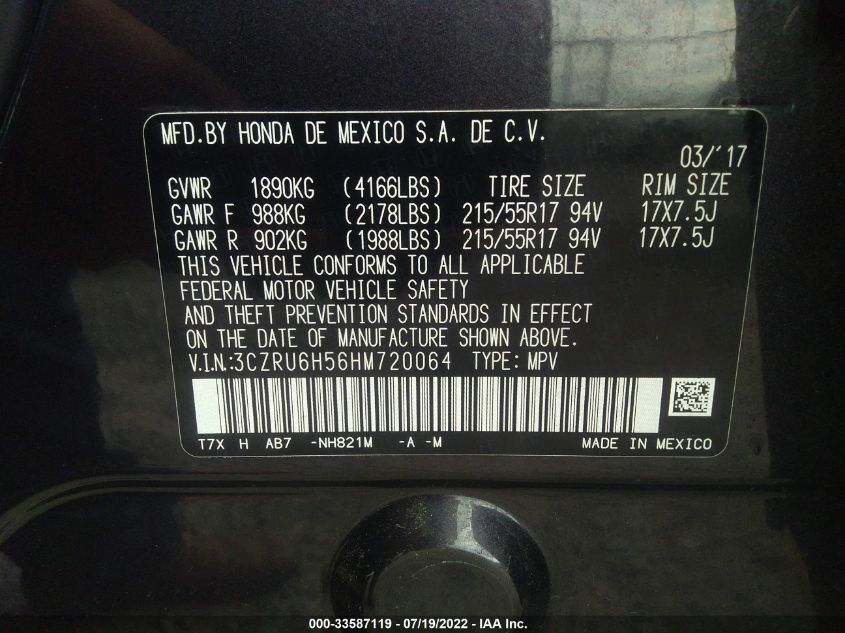 MFD.BY HONDA DE MEXICO S.A. DE C.V.
03/'17
GVWR 1890KG (4166LBS) TIRE SIZE RIM SIZE
GAWR F 988KG (2178LBS) 215/55R17 94V 17X7.5J
GAWR R 902KG (1988LBS) 215/55R17 94V 17X7.5J
THIS VEHICLE CONFORMS TO ALL APPLICABLE
FEDERAL MOTOR VEHICLE SAFETY
AND THEFT PREVENTION STANDARDS IN EFFECT
ON THE DATE OF MANUFACTURE SHOWN ABOVE.
V.I.N:3CZRU6H56HM720064 TYPE: MPV
T7X H AB7 -NH821M -A -M MADE IN MEXICO
000-33587119 - 07/19/2022 - IAA Inc.